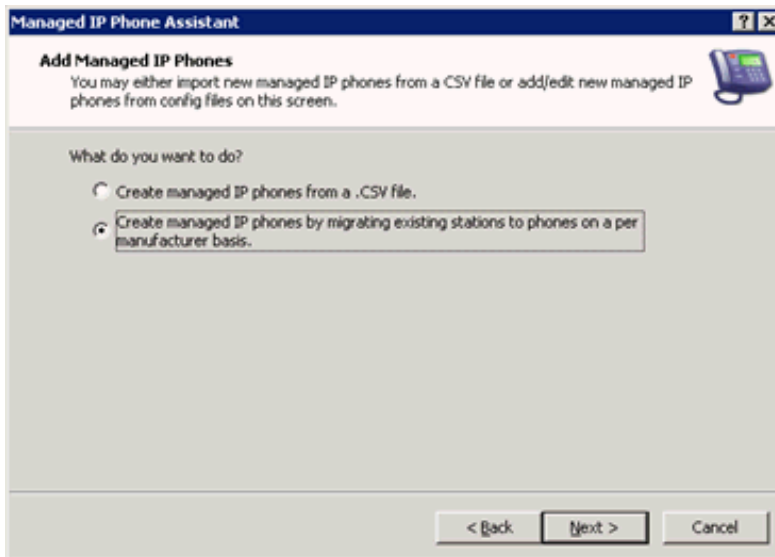 Managed IP Phone Assistant
Add Managed IP Phones
You may either import new managed IP phones from a CSV file or add/edit new managed IP
phones from config files on this screen.
What do you want to do?
Create managed IP phones from a .CSV file.
Create managed IP phones by migrating existing stations to phones on a per
manufacturer basis.
< Back
Next >
Cancel